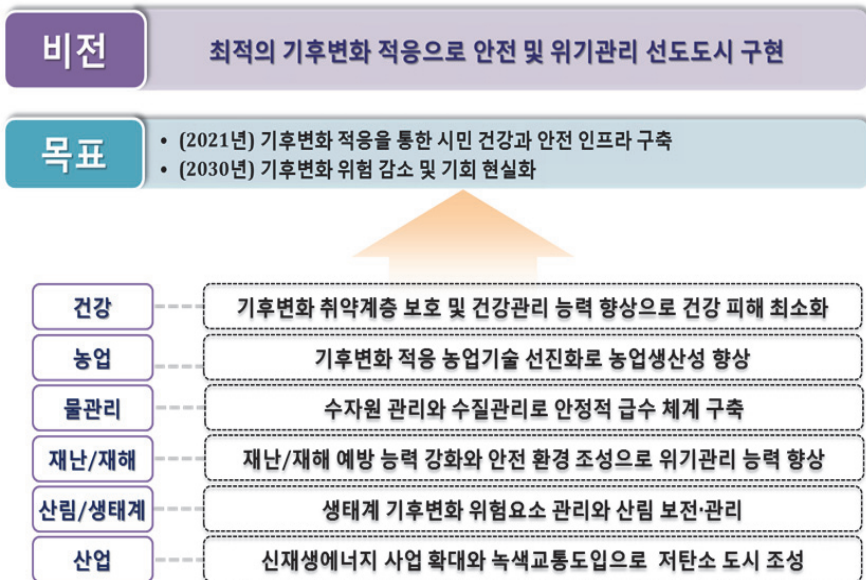 비전
최적의 기후변화 적응으로 안전 및 위기관리 선도도시 구현
목표
• (2021년) 기후변화 적응을 통한 시민 건강과 안전 인프라 구축
• (2030년) 기후변화 위험 감소 및 기회 현실화
건강
기후변화 취약계층 보호 및 건강관리 능력 향상으로 건강 피해 최소화
농업
기후변화 적응 농업기술 선진화로 농업생산성 향상
물관리
수자원 관리와 수질관리로 안정적 급수 체계 구축
재난/재해
재난/재해 예방 능력 강화와 안전 환경 조성으로 위기관리 능력 향상
산림/생태계
생태계 기후변화 위험요소 관리와 산림 보전·관리
산업
신재생에너지 사업 확대와 녹색교통도입으로 저탄소 도시 조성